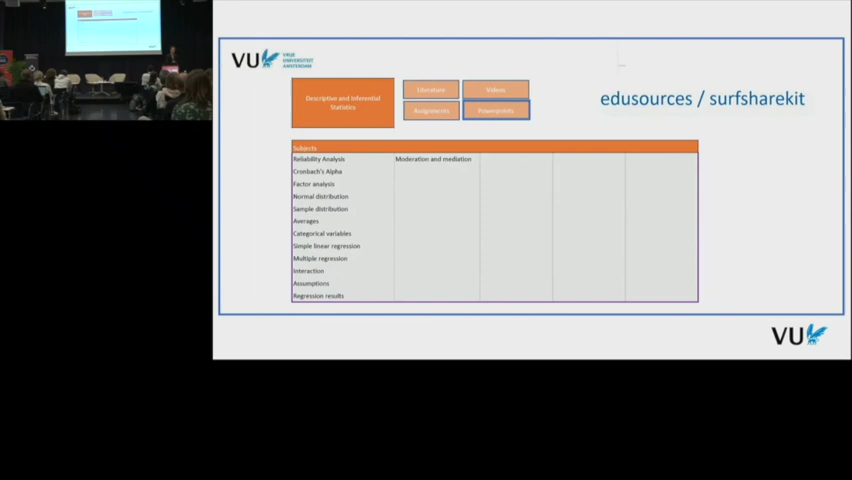 VU VRIJE UNIVERSITEIT AMSTERDAM
Descriptive and Inferential
Statistics
Literature
Videos
Assignments
Powerpoints
edusources / surfsharekit
Subjects
Reliability Analysis
Moderation and mediation
Cronbach's Alpha
Factor analysis
Normal distribution
Sample distribution
Averages
Categorical variables
Simple linear regression
Multiple regression
Interaction
Assumptions
Regression results
VU